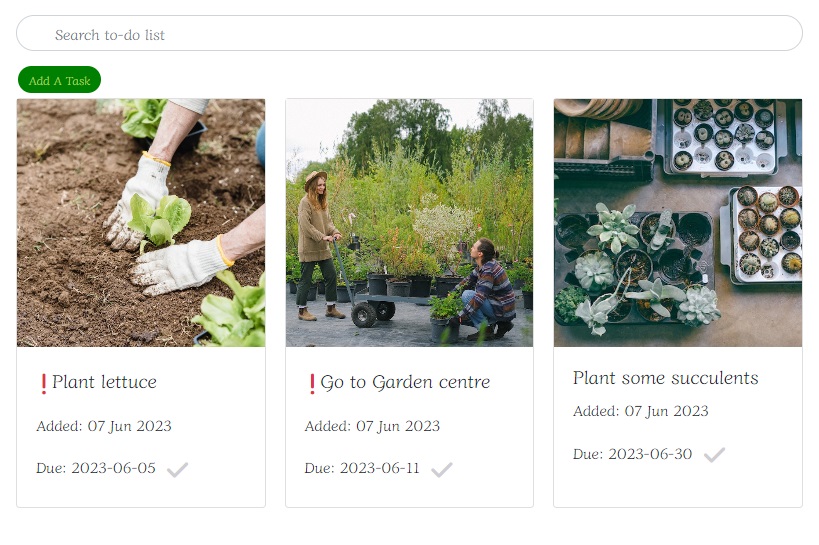 Search to-do list
Add A Task
❗Plant lettuce
Added: 07 Jun 2023
Due: 2023-06-05
❗Go to Garden centre
Added: 07 Jun 2023
Due: 2023-06-11
Plant some succulents
Added: 07 Jun 2023
Due: 2023-06-30